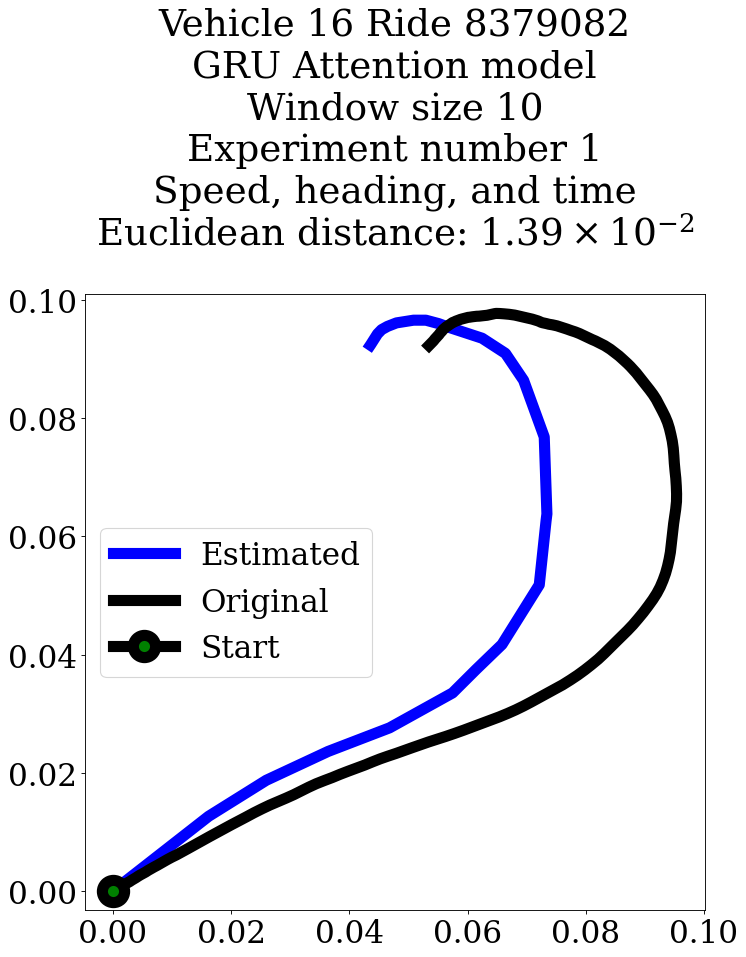 Vehicle 16 Ride 8379082
GRU Attention model
Window size 10
Experiment number 1
Speed, heading, and time
Euclidean distance: 1.39 × 10⁻²
0.10
0.08
0.06
0.04
0.02
0.00
Estimated
Original
Start
0.00 0.02 0.04 0.06 0.08 0.10